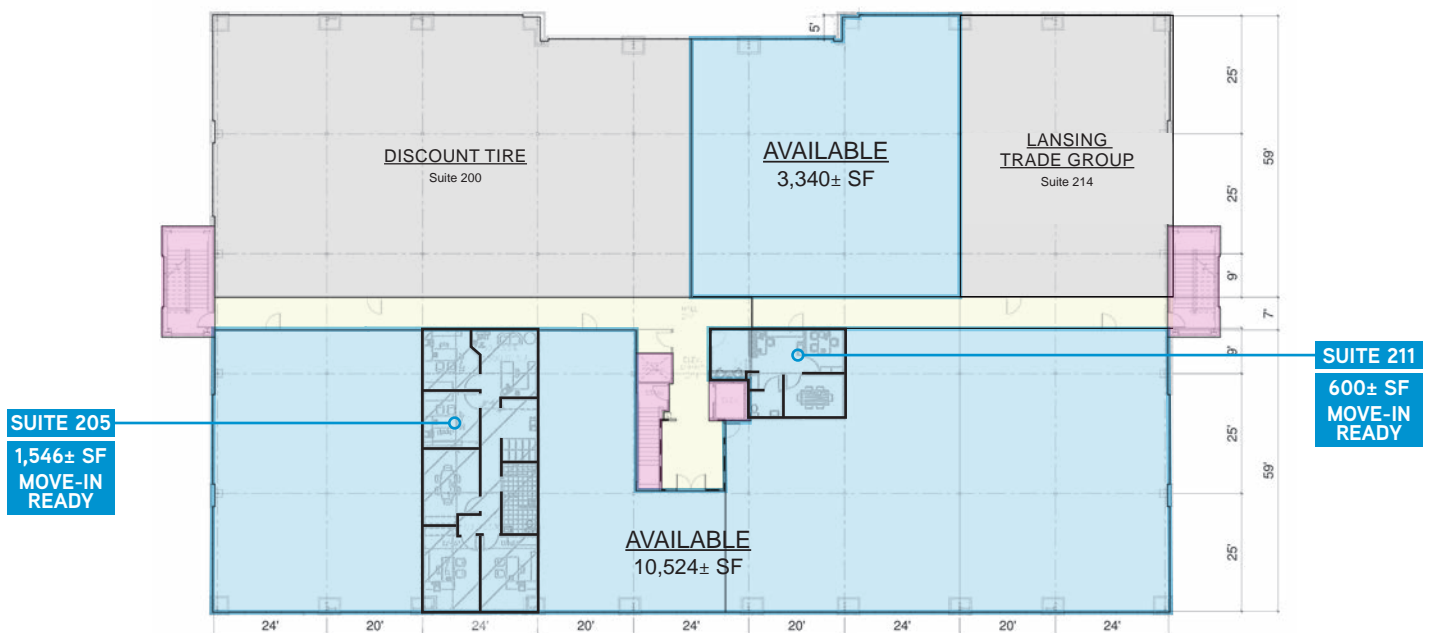 5'
25'
DISCOUNT TIRE
Suite 200
AVAILABLE
3,340± SF
LANSING
TRADE GROUP
Suite 214
59'
25'
9'
7'
9'
SUITE 211
600± SF
MOVE-IN
READY
SUITE 205
1,546± SF
MOVE-IN
READY
25'
59'
AVAILABLE
10,524± SF
25'
24'
20'
24'
20'
24'
20'
24'
20'
24'